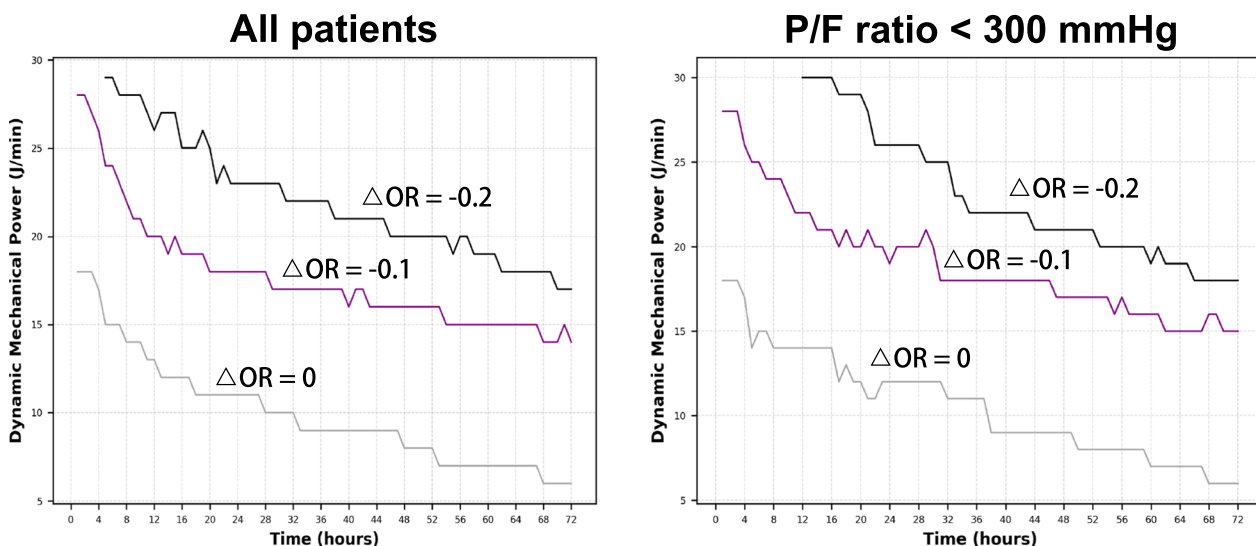 All patients
Dynamic Mechanical Power (J/min)
30
25
20
15
10
5
△OR = -0.2
△OR = -0.1
△OR = 0
0 4 8 12 16 20 24 28 32 36 40 44 48 52 56 60 64 68 72
Time (hours)
P/F ratio < 300 mmHg
Dynamic Mechanical Power (J/min)
30
25
20
15
10
5
△OR = -0.2
△OR = -0.1
△OR = 0
0 4 8 12 16 20 24 28 32 36 40 44 48 52 56 60 64 68 72
Time (hours)